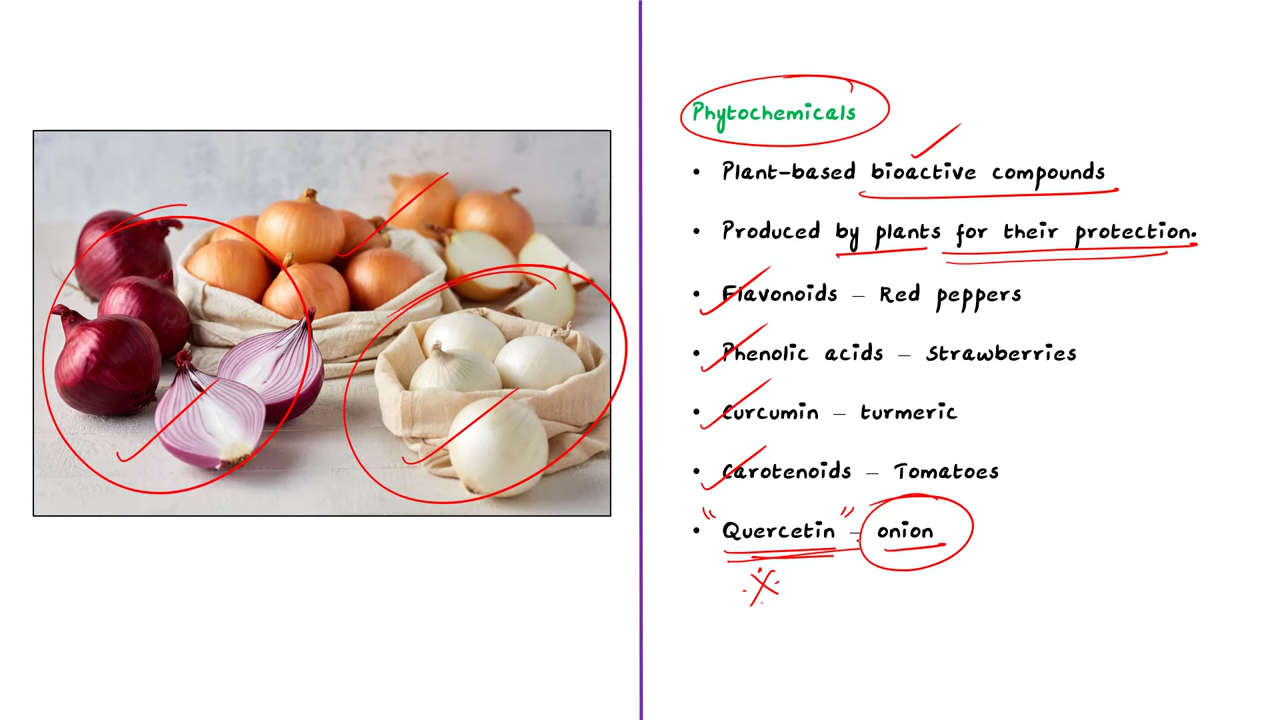 Phytochemicals
• Plant-based bioactive compounds
• Produced by plants for their protection.
• Flavonoids – Red peppers
• Phenolic acids – Strawberries
• Curcumin – turmeric
• Carotenoids – Tomatoes
• "Quercetin" – onion